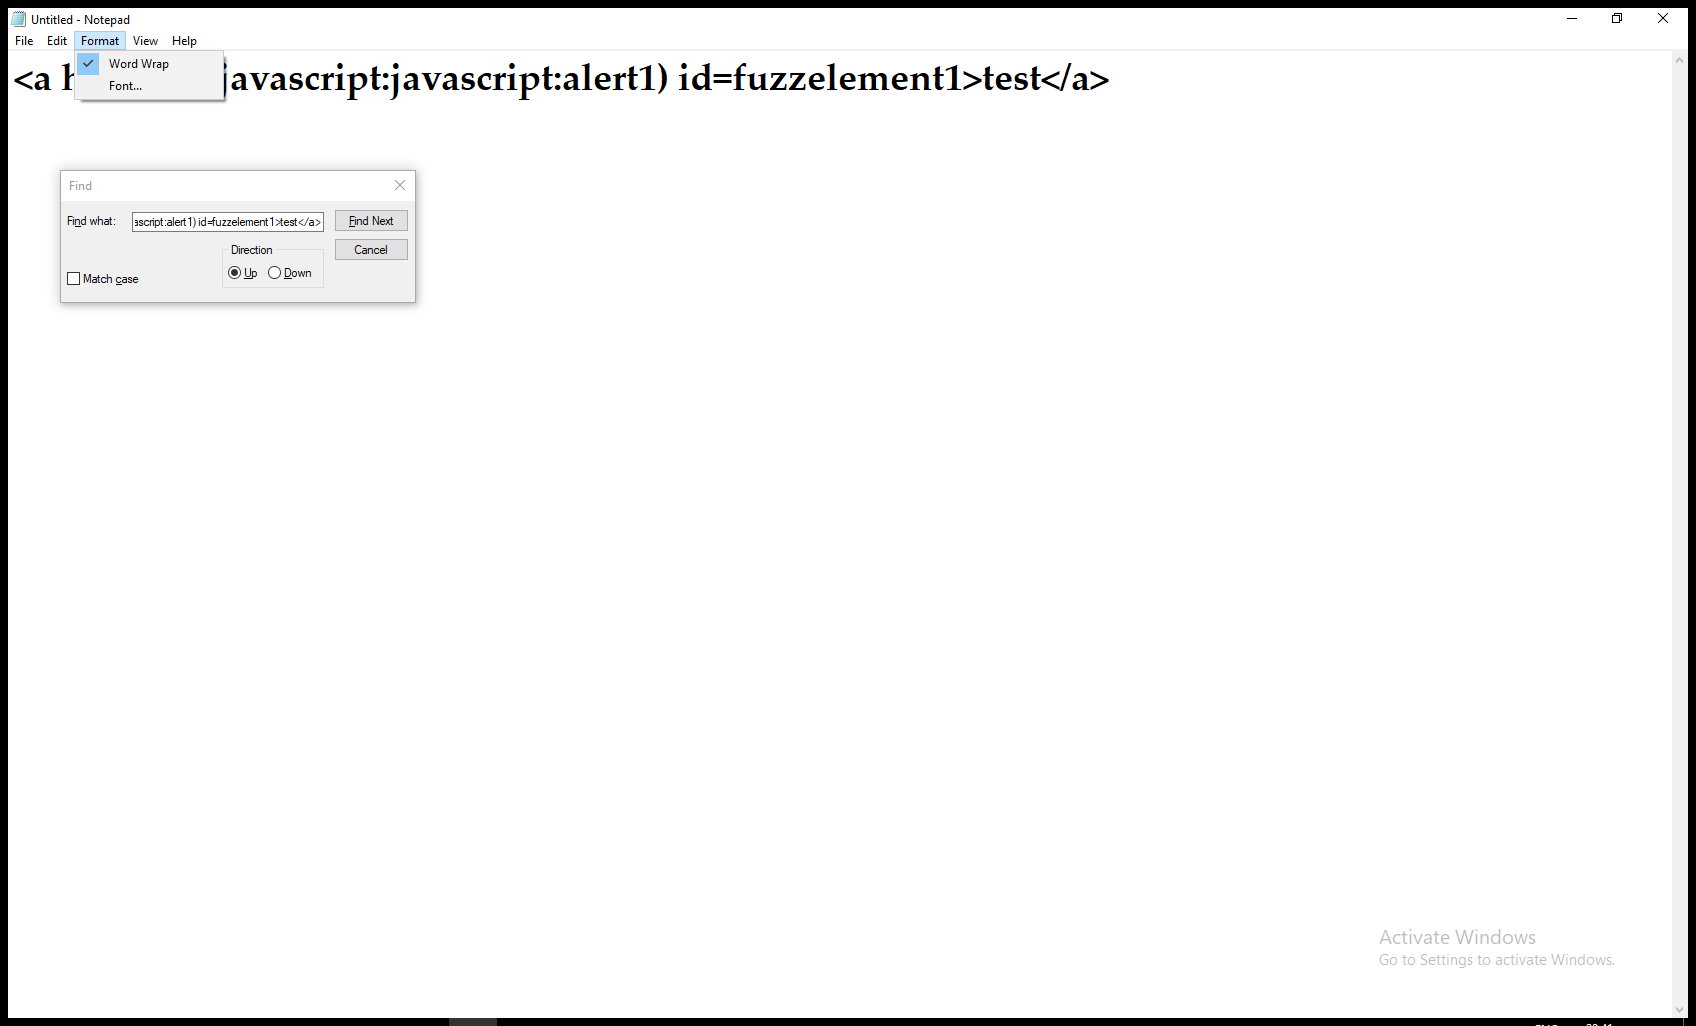 Untitled - Notepad
File Edit Format View Help
Word Wrap
Font...
<a h javascript:javascript:alert1) id=fuzzelement1>test</a>
Find
Find what: ascript:alert1) id=fuzzelement1>test</a> Find Next
Direction Cancel
Up Down
Match case
Activate Windows
Go to Settings to activate Windows.